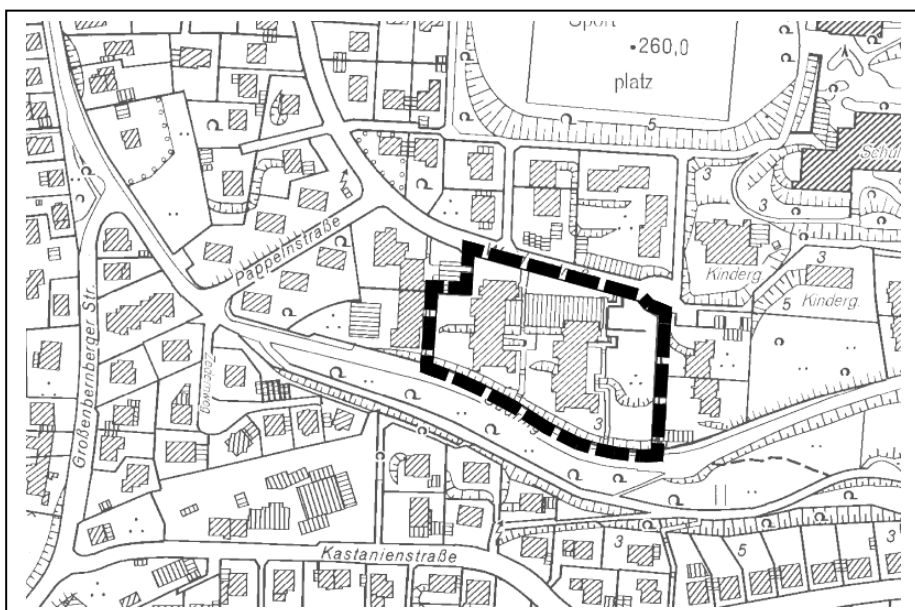 Sport
260,0
platz
5
3
Schul
3
Pappelnstraße
Kinderg
3
Kinderg.
5
Großenbernberger Str.
3
Kastanienstraße
3
5
3